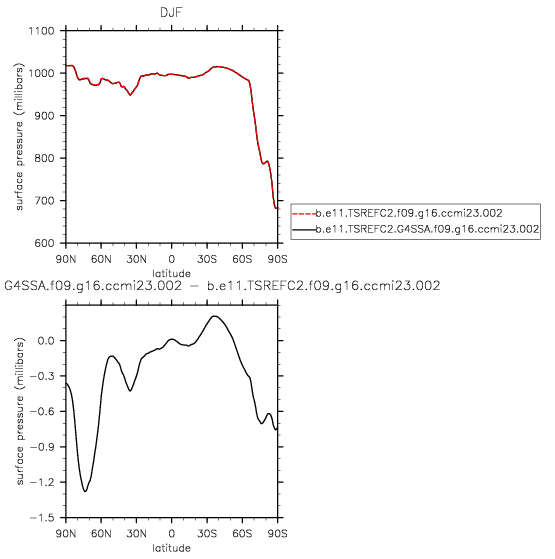 DJF
surface pressure (millibars)
1100
1000
900
800
700
600
90N 60N 30N 0 30S 60S 90S
latitude
b.e11.TSREFC2.f09.g16.ccmi23.002
b.e11.TSREFC2.G4SSA.f09.g16.ccmi23.002
G4SSA.f09.g16.ccmi23.002 − b.e11.TSREFC2.f09.g16.ccmi23.002
surface pressure (millibars)
0.0
−0.3
−0.6
−0.9
−1.2
−1.5
90N 60N 30N 0 30S 60S 90S
latitude